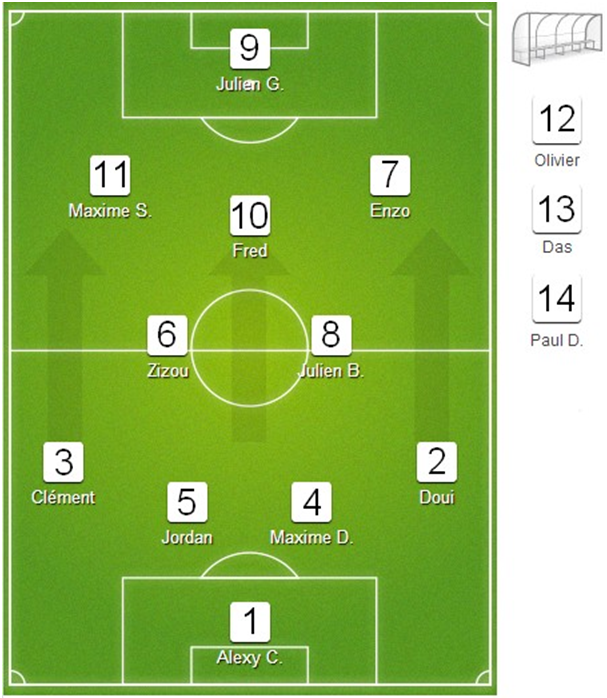 9
Julien G.
11
Maxime S.
7
Enzo
10
Fred
6
Zizou
8
Julien B.
3
Clément
2
Doui
5
Jordan
4
Maxime D.
1
Alexy C.
12
Olivier
13
Das
14
Paul D.